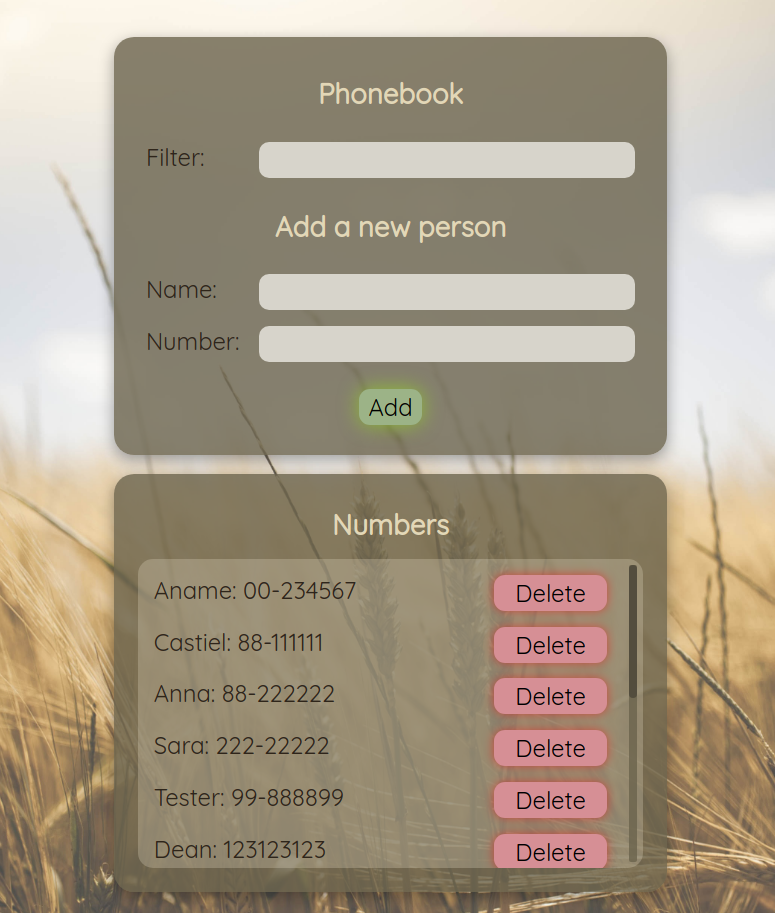 Phonebook
Filter:
Add a new person
Name:
Number:
Add
Numbers
Aname: 00-234567 Delete
Castiel: 88-111111 Delete
Anna: 88-222222 Delete
Sara: 222-22222 Delete
Tester: 99-888899 Delete
Dean: 123123123 Delete